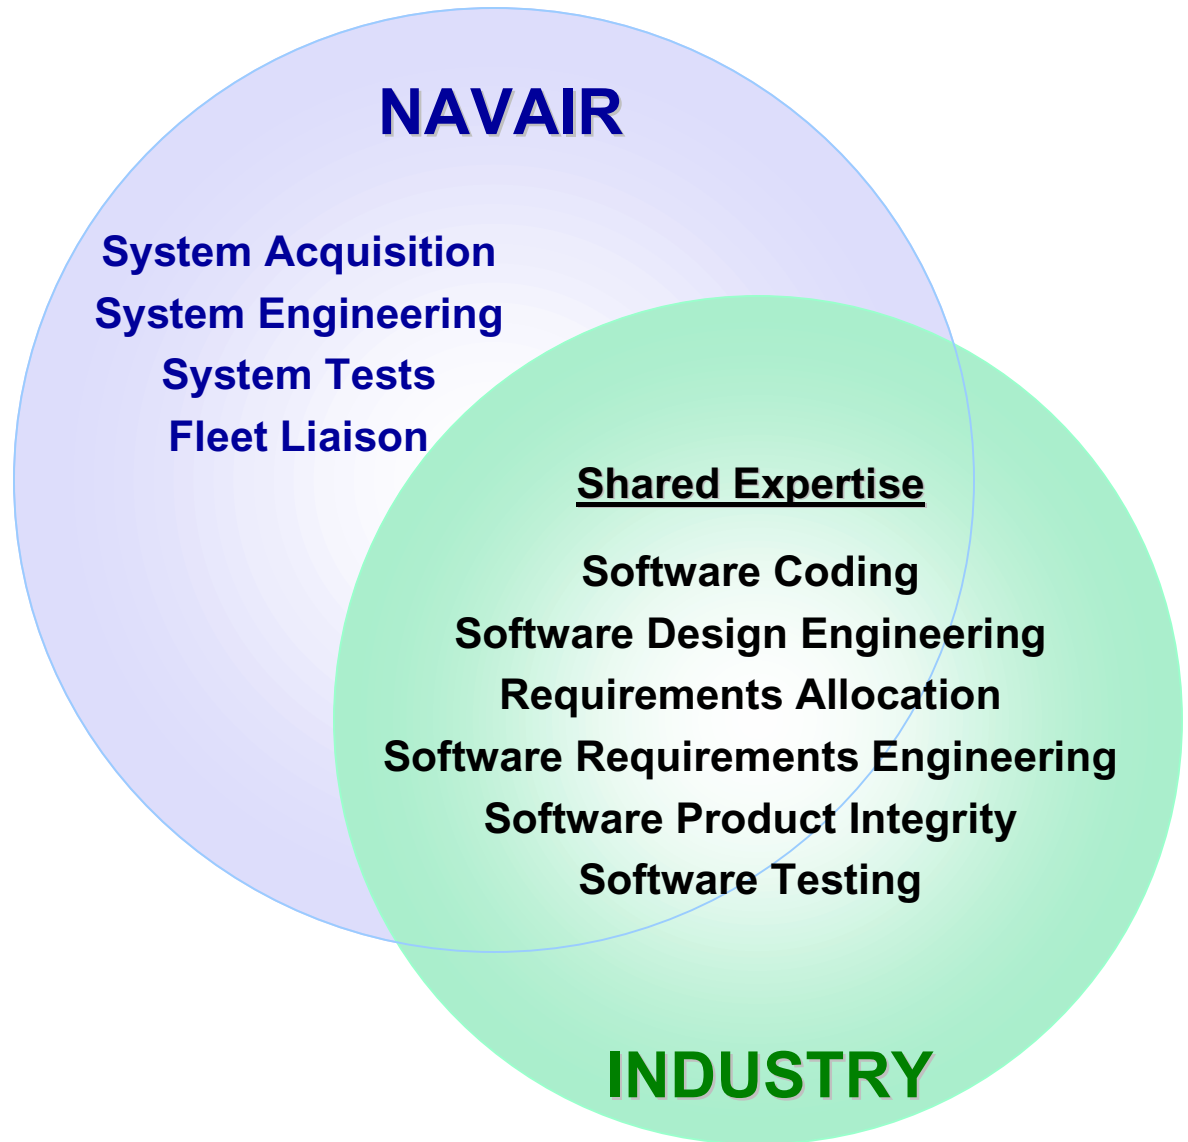 NAVAIR
System Acquisition
System Engineering
System Tests
Fleet Liaison
Shared Expertise
Software Coding
Software Design Engineering
Requirements Allocation
Software Requirements Engineering
Software Product Integrity
Software Testing
INDUSTRY